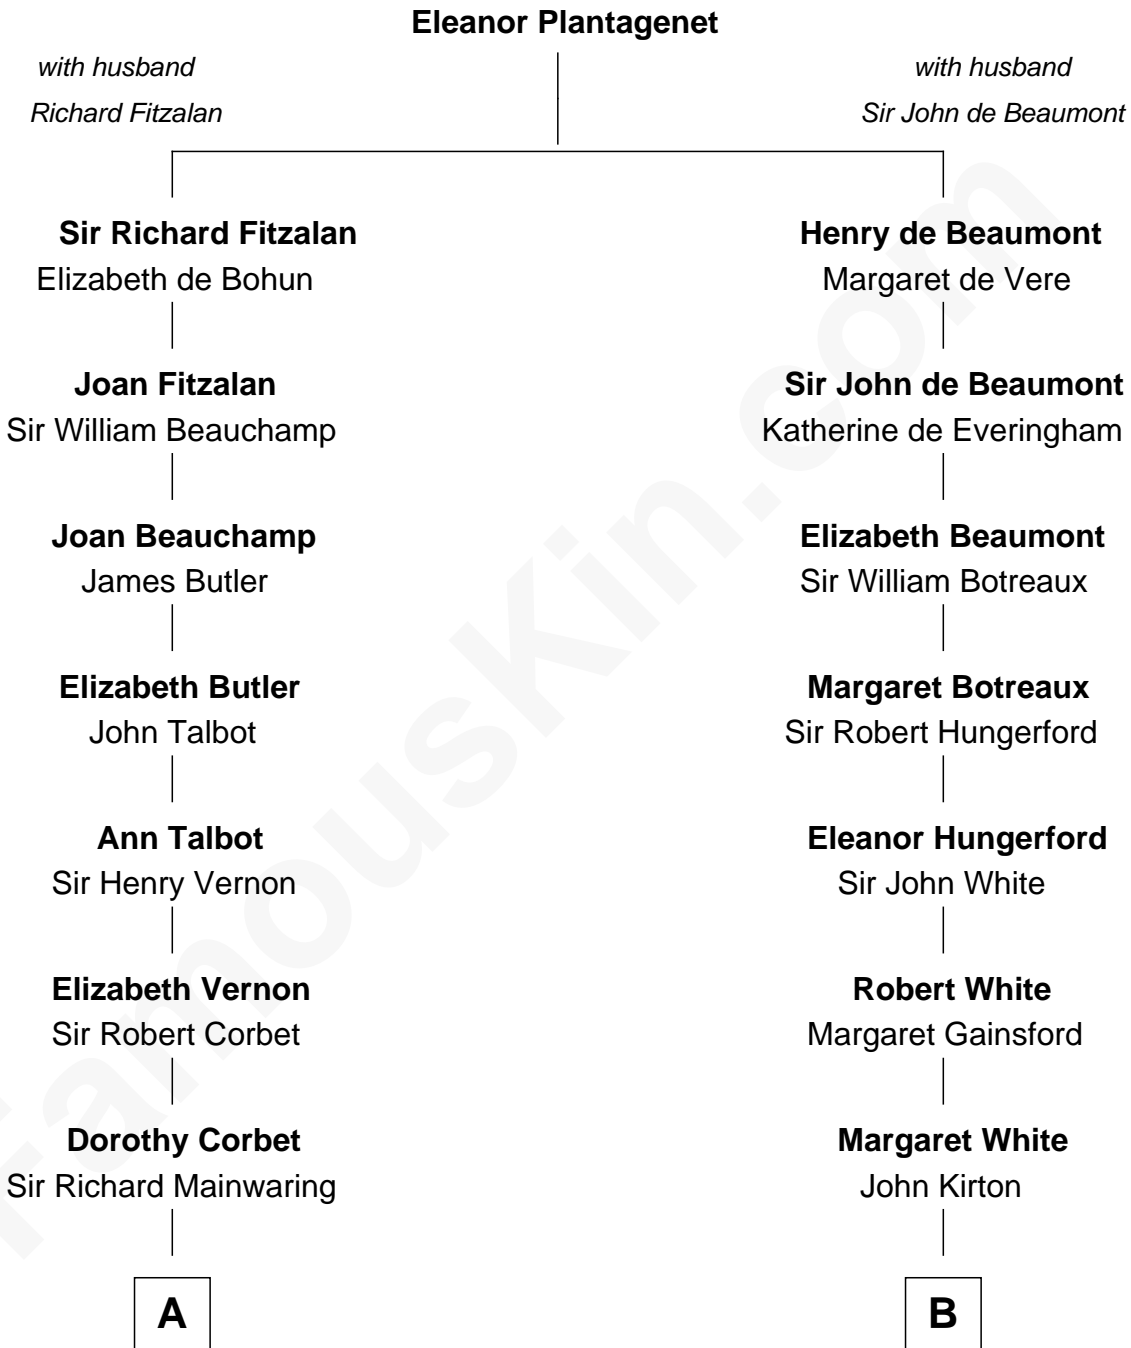 Eleanor Plantagenet
with husband
Richard Fitzalan
with husband
Sir John de Beaumont
Sir Richard Fitzalan
Elizabeth de Bohun
Henry de Beaumont
Margaret de Vere
Joan Fitzalan
Sir William Beauchamp
Sir John de Beaumont
Katherine de Everingham
Joan Beauchamp
James Butler
Elizabeth Beaumont
Sir William Botreaux
Elizabeth Butler
John Talbot
Margaret Botreaux
Sir Robert Hungerford
Ann Talbot
Sir Henry Vernon
Eleanor Hungerford
Sir John White
Elizabeth Vernon
Sir Robert Corbet
Robert White
Margaret Gainsford
Dorothy Corbet
Sir Richard Mainwaring
Margaret White
John Kirton
A
B
FamousKin.com